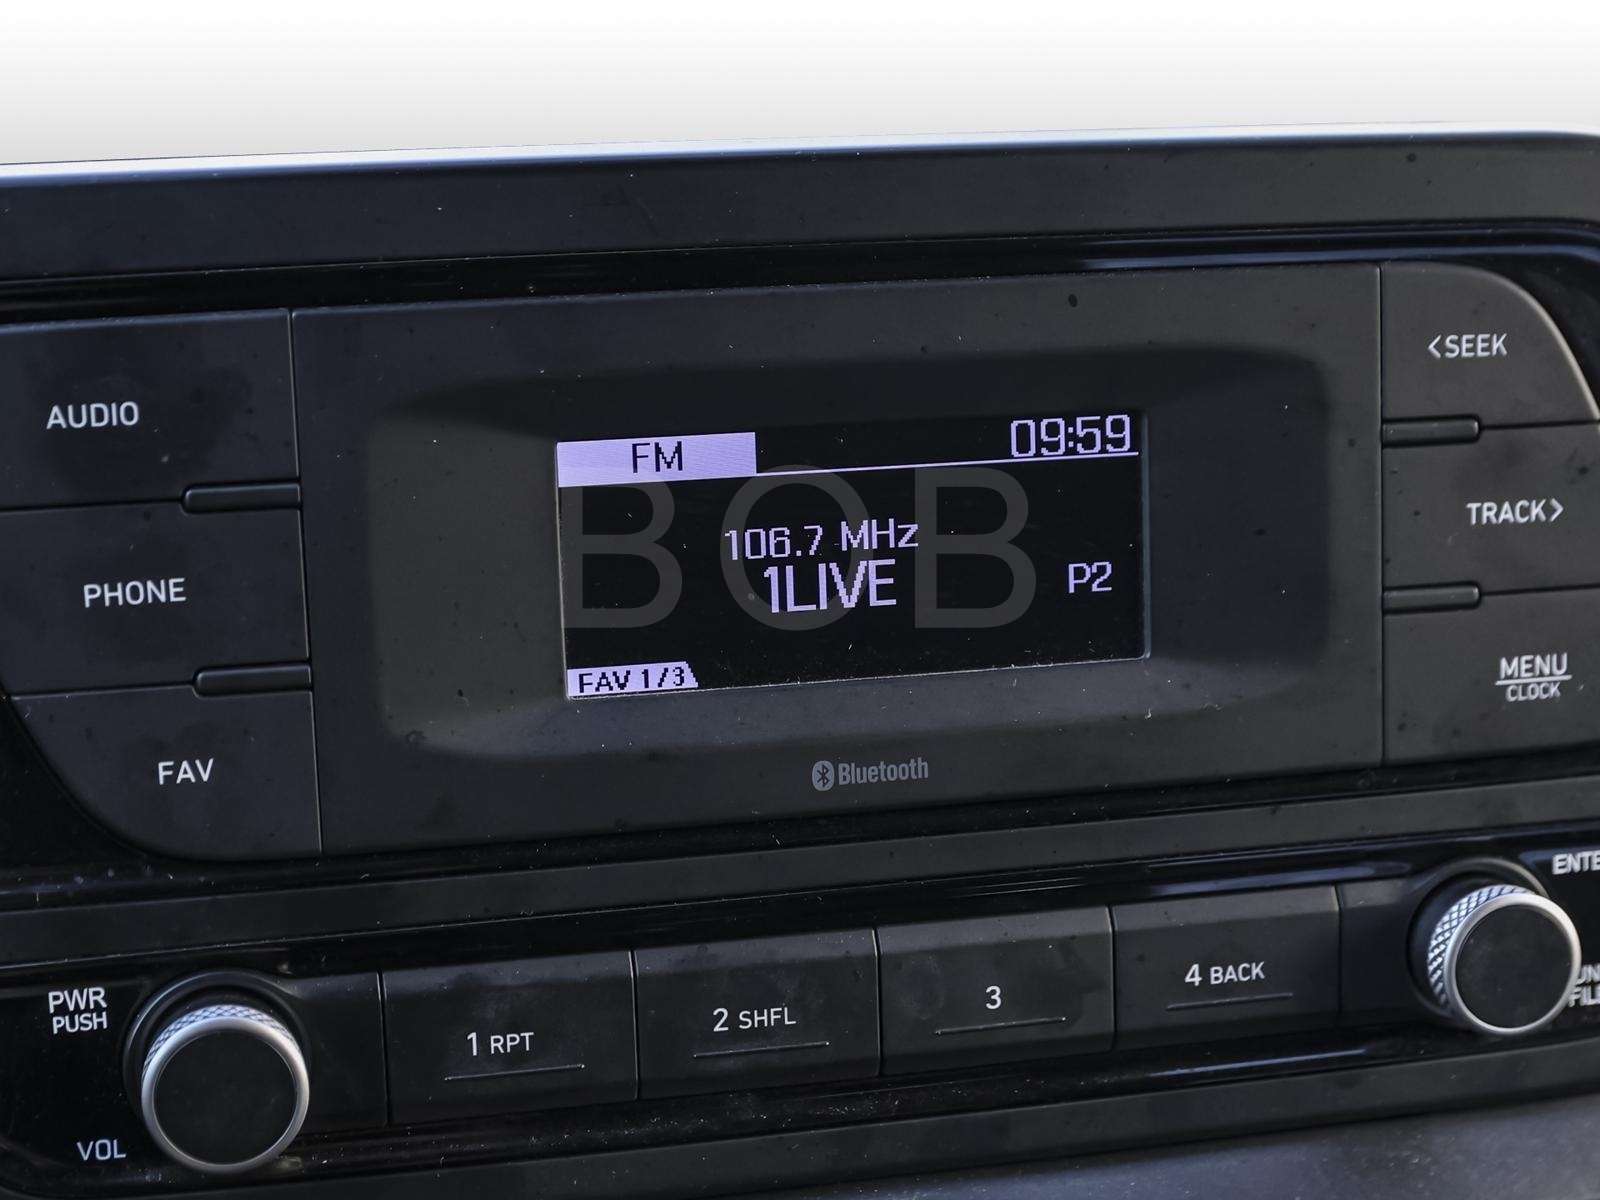 AUDIO
PHONE
FAV
FM
09:59
106.7 MHz
1LIVE
P2
FAV 1/3
BOB
Bluetooth
<SEEK
TRACK>
MENU
CLOCK
PWR
PUSH
VOL
1 RPT
2 SHFL
3
4 BACK
ENTE